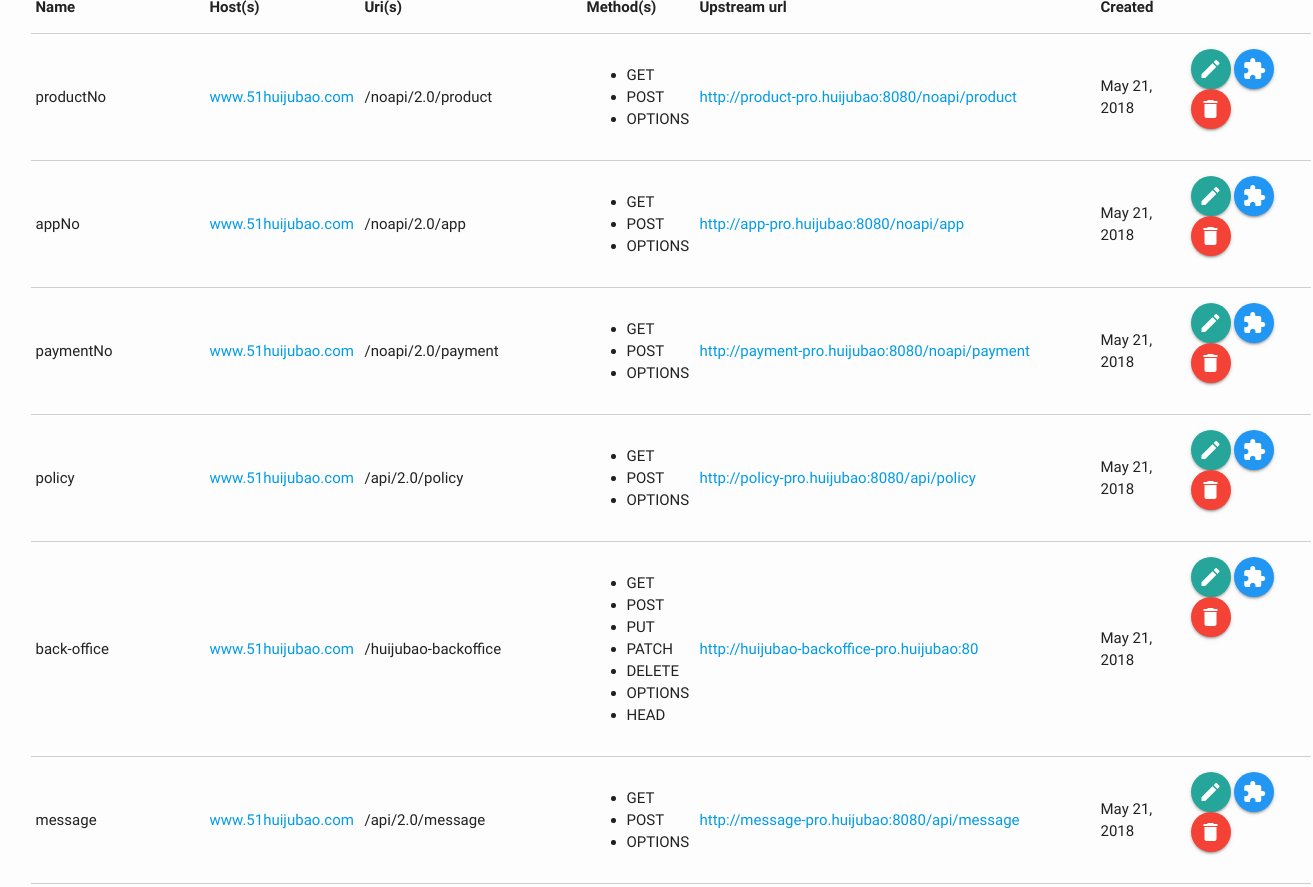 Name Host(s) Uri(s) Method(s) Upstream url Created
productNo www.51huijubao.com /noapi/2.0/product
• GET
• POST
• OPTIONS
http://product-pro.huijubao:8080/noapi/product
May 21,
2018
appNo www.51huijubao.com /noapi/2.0/app
• GET
• POST
• OPTIONS
http://app-pro.huijubao:8080/noapi/app
May 21,
2018
paymentNo www.51huijubao.com /noapi/2.0/payment
• GET
• POST
• OPTIONS
http://payment-pro.huijubao:8080/noapi/payment
May 21,
2018
policy www.51huijubao.com /api/2.0/policy
• GET
• POST
• OPTIONS
http://policy-pro.huijubao:8080/api/policy
May 21,
2018
back-office www.51huijubao.com /huijubao-backoffice
• GET
• POST
• PUT
• PATCH
• DELETE
• OPTIONS
• HEAD
http://huijubao-backoffice-pro.huijubao:80
May 21,
2018
message www.51huijubao.com /api/2.0/message
• GET
• POST
• OPTIONS
http://message-pro.huijubao:8080/api/message
May 21,
2018